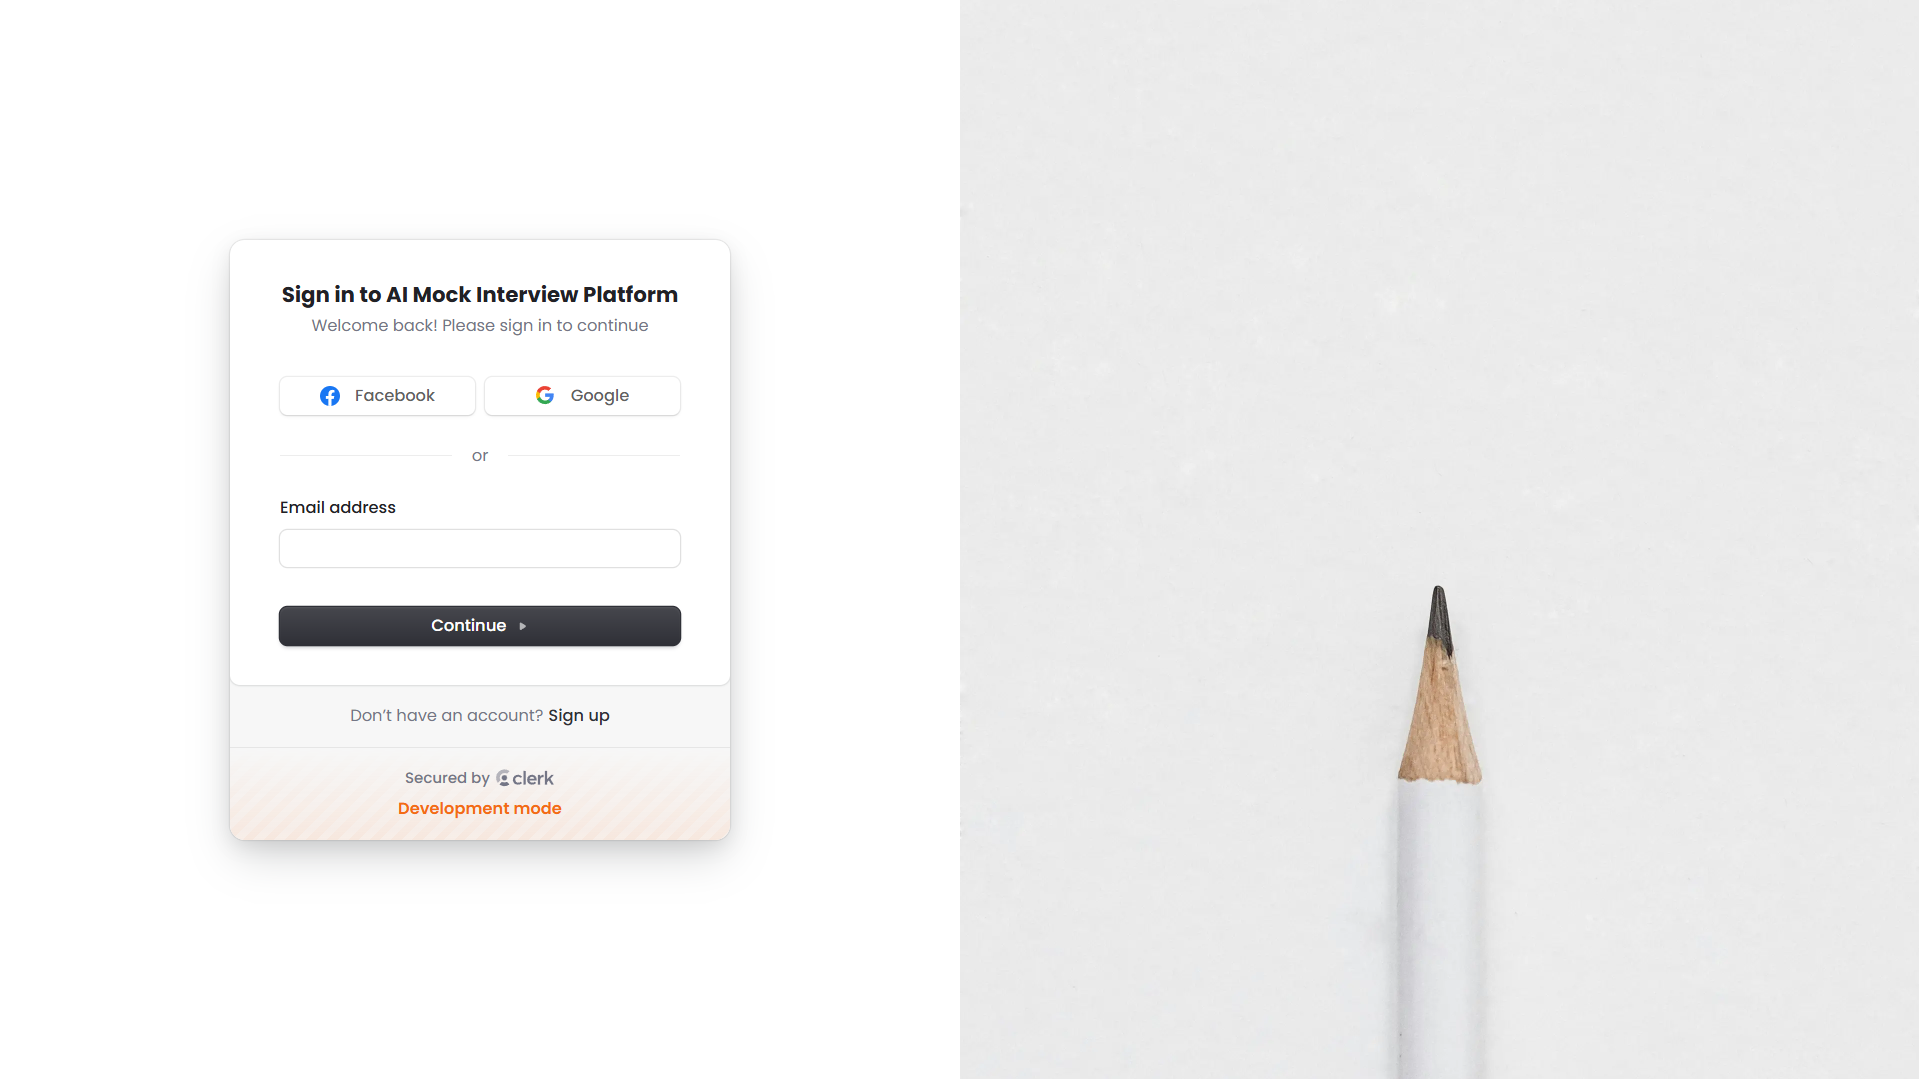 Sign in to AI Mock Interview Platform
Welcome back! Please sign in to continue
Facebook
Google
or
Email address
Continue
Don’t have an account? Sign up
Secured by clerk
Development mode